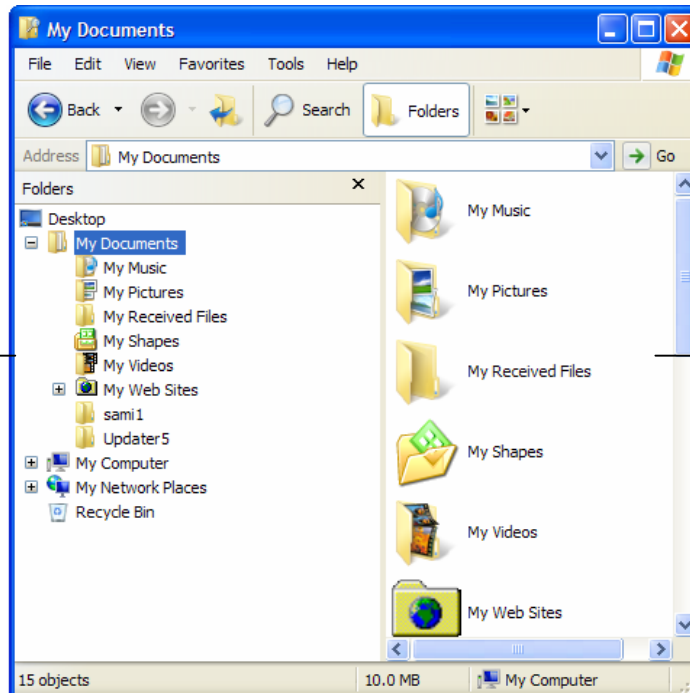 My Documents
File Edit View Favorites Tools Help
Back Search Folders
Address My Documents Go
Folders
Desktop
My Documents
My Music
My Pictures
My Received Files
My Shapes
My Videos
My Web Sites
sami1
Updater5
My Computer
My Network Places
Recycle Bin
My Music
My Pictures
My Received Files
My Shapes
My Videos
My Web Sites
15 objects 10.0 MB My Computer